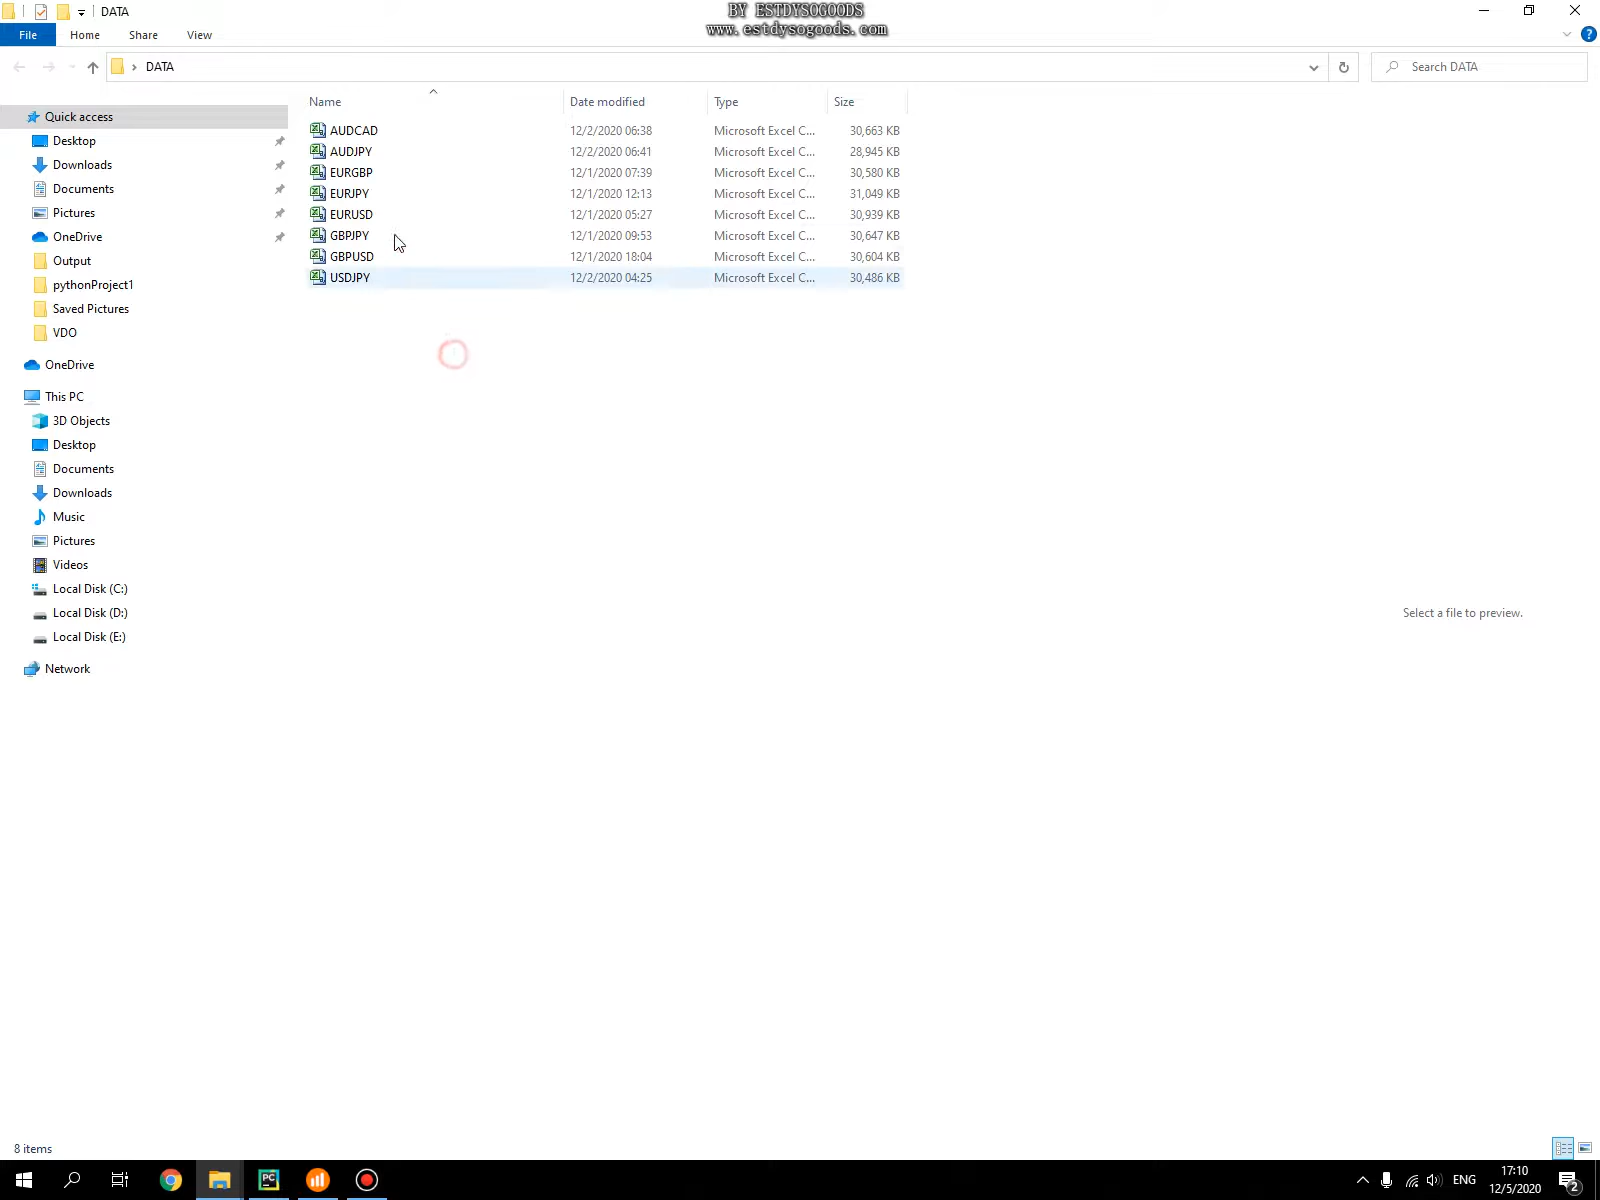 DATA
BY ESTDYSOGOODS
www.estdysogoods.com
File Home Share View
DATA
Search DATA
Name Date modified Type Size
Quick access
Desktop
Downloads
Documents
Pictures
OneDrive
Output
pythonProject1
Saved Pictures
VDO
OneDrive
This PC
3D Objects
Desktop
Documents
Downloads
Music
Pictures
Videos
Local Disk (C:)
Local Disk (D:)
Local Disk (E:)
Network
AUDCAD 12/2/2020 06:38 Microsoft Excel C... 30,663 KB
AUDJPY 12/2/2020 06:41 Microsoft Excel C... 28,945 KB
EURGBP 12/1/2020 07:39 Microsoft Excel C... 30,580 KB
EURJPY 12/1/2020 12:13 Microsoft Excel C... 31,049 KB
EURUSD 12/1/2020 05:27 Microsoft Excel C... 30,939 KB
GBPJPY 12/1/2020 09:53 Microsoft Excel C... 30,647 KB
GBPUSD 12/1/2020 18:04 Microsoft Excel C... 30,604 KB
USDJPY 12/2/2020 04:25 Microsoft Excel C... 30,486 KB
Select a file to preview.
8 items
PC
ENG
17:10
12/5/2020
2